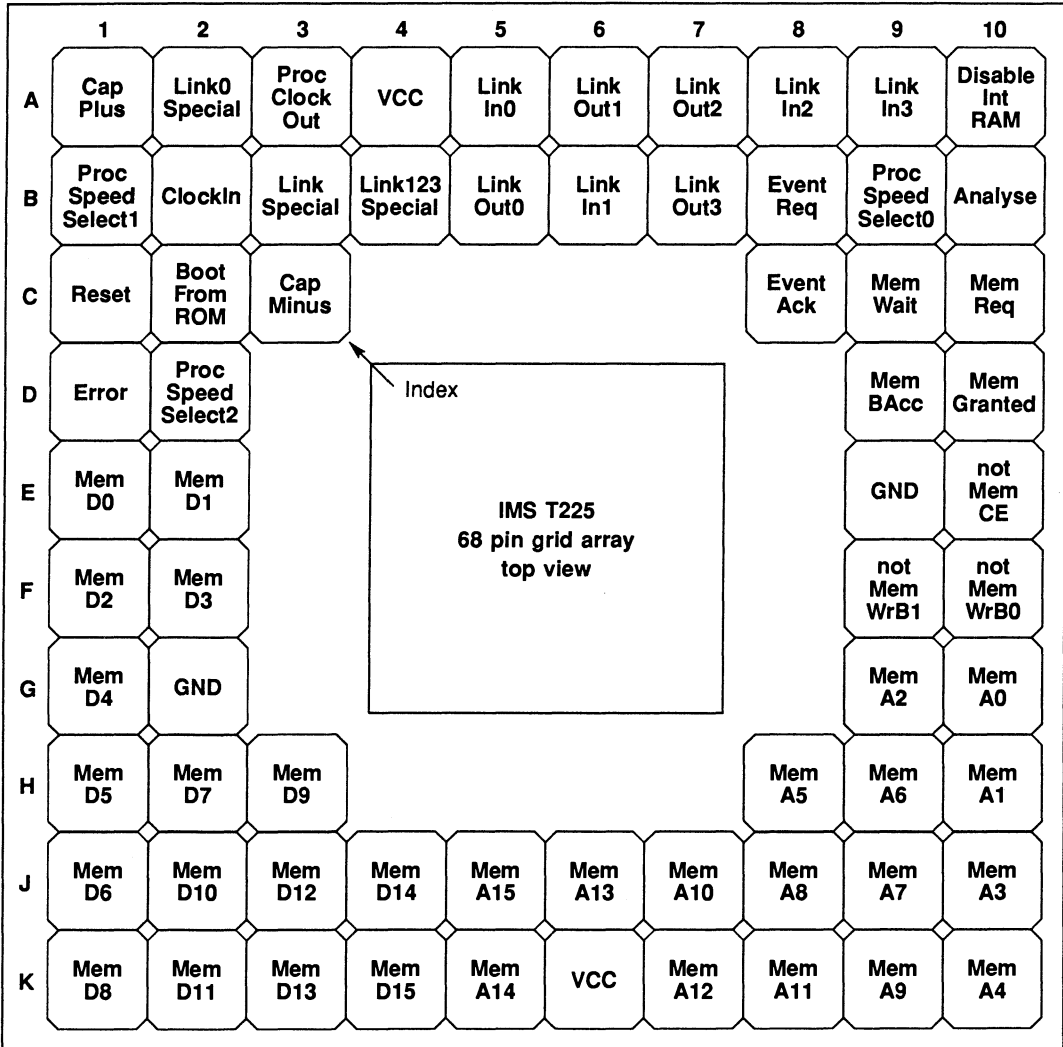 1 2 3 4 5 6 7 8 9 10
A
Cap
Plus
Link0
Special
Proc
Clock
Out
VCC
Link
In0
Link
Out1
Link
Out2
Link
In2
Link
In3
Disable
Int
RAM
B
Proc
Speed
Select1
ClockIn
Link
Special
Link123
Special
Link
Out0
Link
In1
Link
Out3
Event
Req
Proc
Speed
Select0
Analyse
C
Reset
Boot
From
ROM
Cap
Minus
Event
Ack
Mem
Wait
Mem
Req
D
Error
Proc
Speed
Select2
Index
Mem
BAcc
Mem
Granted
E
Mem
D0
Mem
D1
IMS T225
68 pin grid array
top view
GND
not
Mem
CE
F
Mem
D2
Mem
D3
not
Mem
WrB1
not
Mem
WrB0
G
Mem
D4
GND
Mem
A2
Mem
A0
H
Mem
D5
Mem
D7
Mem
D9
Mem
A5
Mem
A6
Mem
A1
J
Mem
D6
Mem
D10
Mem
D12
Mem
D14
Mem
A15
Mem
A13
Mem
A10
Mem
A8
Mem
A7
Mem
A3
K
Mem
D8
Mem
D11
Mem
D13
Mem
D15
Mem
A14
VCC
Mem
A12
Mem
A11
Mem
A9
Mem
A4